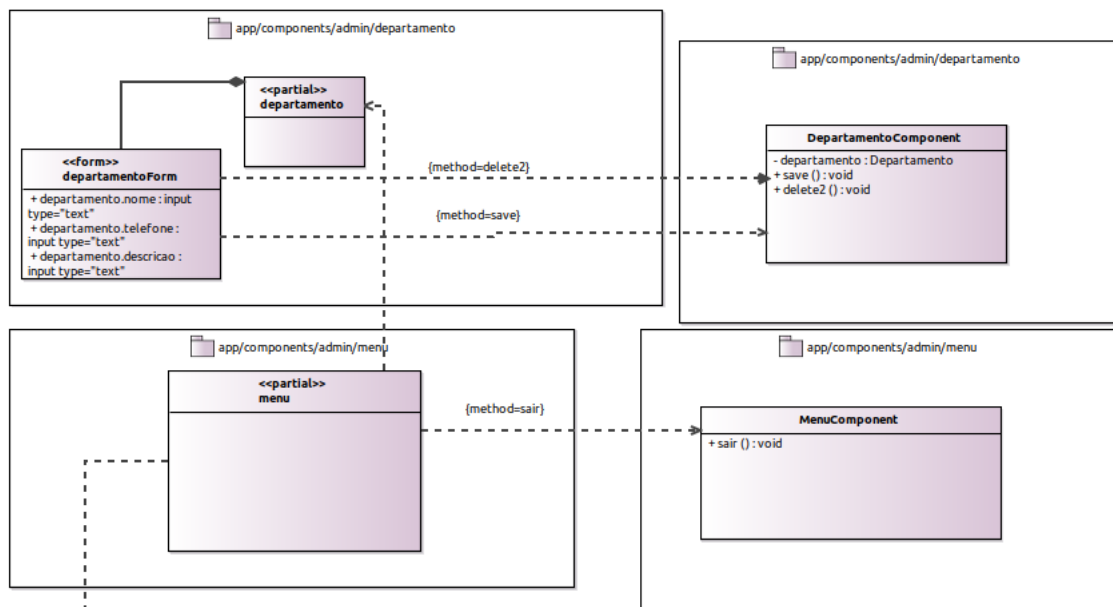 app/components/admin/departamento
<<partial>>
departamento
<<form>>
departamentoForm
+ departamento.nome : input
type="text"
+ departamento.telefone :
input type="text"
+ departamento.descricao :
input type="text"
{method=delete2}
{method=save}
app/components/admin/departamento
DepartamentoComponent
- departamento : Departamento
+ save () : void
+ delete2 () : void
app/components/admin/menu
<<partial>>
menu
{method=sair}
app/components/admin/menu
MenuComponent
+ sair () : void